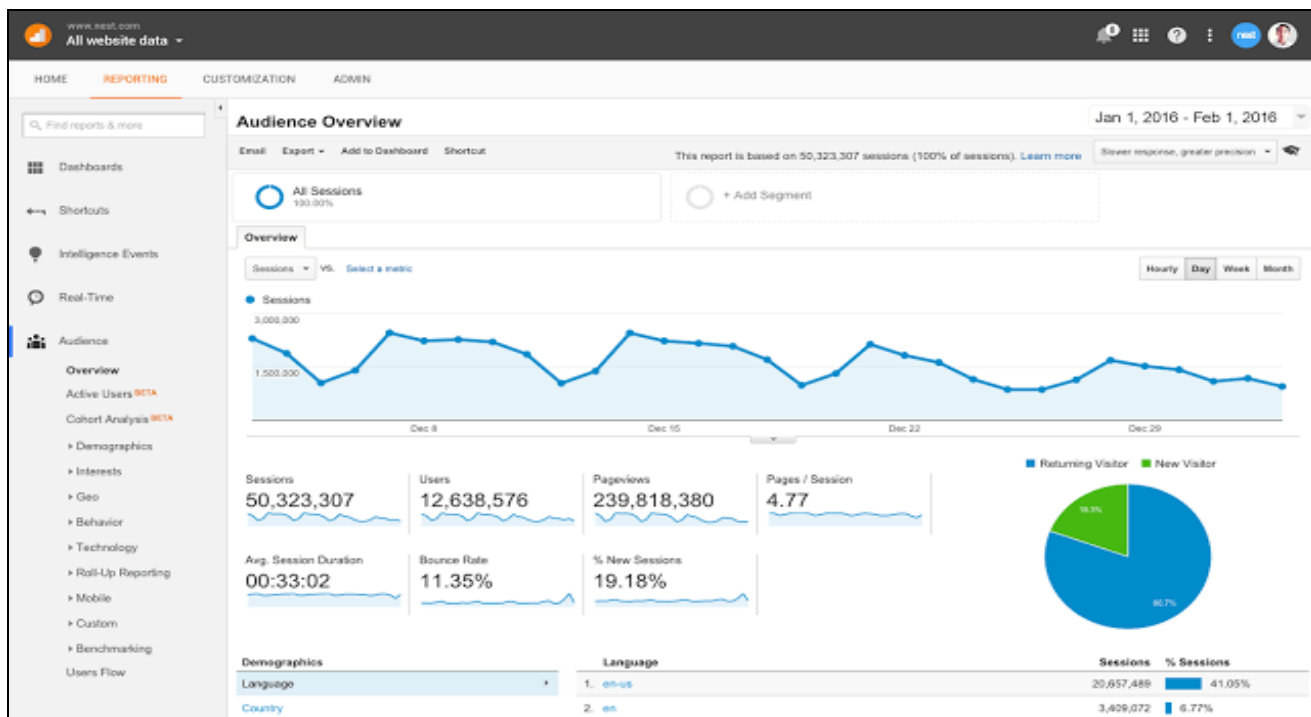 www.nest.com
All website data
8
nest
HOME REPORTING CUSTOMIZATION ADMIN
Find reports & more
Dashboards
Shortcuts
Intelligence Events
Real-Time
Audience
Overview
Active Users BETA
Cohort Analysis BETA
Demographics
Interests
Geo
Behavior
Technology
Roll-Up Reporting
Mobile
Custom
Benchmarking
Users Flow
Audience Overview
Jan 1, 2016 - Feb 1, 2016
Email Export Add to Dashboard Shortcut
This report is based on 50,323,307 sessions (100% of sessions). Learn more
Slower response, greater precision
All Sessions
100.00%
+ Add Segment
Overview
Sessions VS. Select a metric
Hourly Day Week Month
Sessions
3,000,000
1,500,000
Dec 8 Dec 15 Dec 22 Dec 29
Returning Visitor New Visitor
Sessions Users Pageviews Pages / Session
50,323,307 12,638,576 239,818,380 4.77
19.3%
Avg. Session Duration Bounce Rate % New Sessions
00:33:02 11.35% 19.18%
80.7%
Demographics Language Sessions % Sessions
Language 1. en-us 20,657,489 41.05%
Country 2. en 3,409,072 6.77%